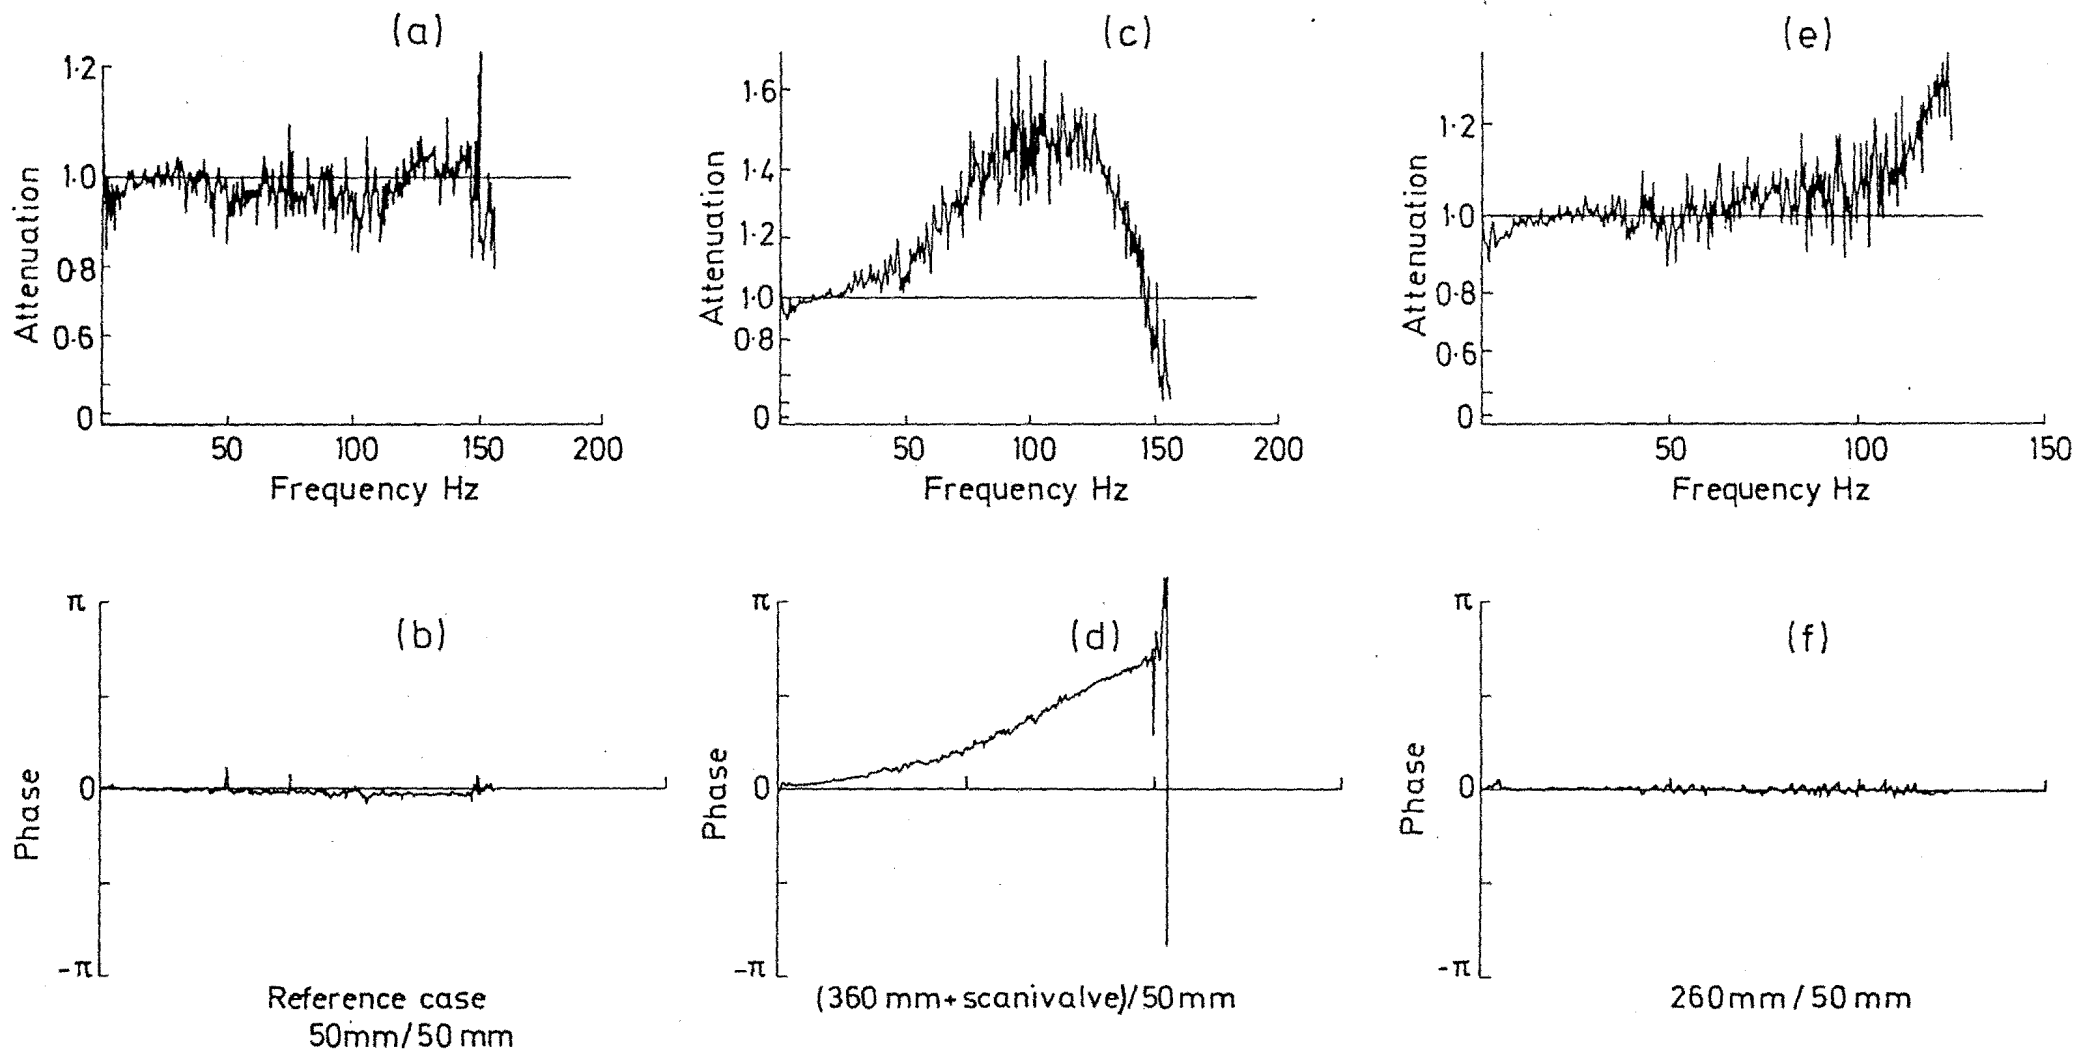 (a)
1·2
1.0
0·8
0·6
0
Attenuation
50 100 150 200
Frequency Hz
(c)
1·6
1·4
1·2
1·0
0·8
0
Attenuation
50 100 150 200
Frequency Hz
(e)
1·2
1·0
0·8
0·6
0
Attenuation
50 100 150
Frequency Hz
(b)
π
0
-π
Phase
Reference case
50mm/50 mm
(d)
π
0
-π
Phase
(360 mm+scanivalve)/50mm
(f)
π
0
-π
Phase
260mm/50mm